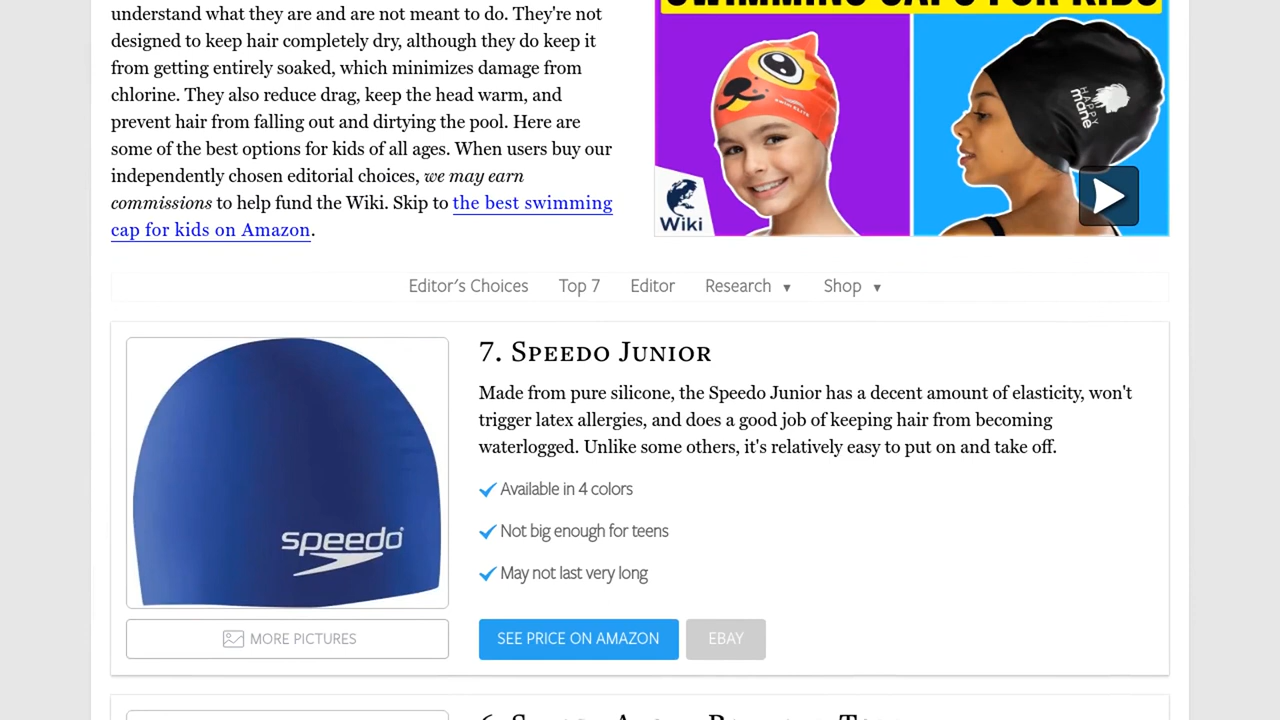 understand what they are and are not meant to do. They're not
designed to keep hair completely dry, although they do keep it
from getting entirely soaked, which minimizes damage from
chlorine. They also reduce drag, keep the head warm, and
prevent hair from falling out and dirtying the pool. Here are
some of the best options for kids of all ages. When users buy our
independently chosen editorial choices, we may earn
commissions to help fund the Wiki. Skip to the best swimming
cap for kids on Amazon.
SWIMMING CAPS FOR KIDS
SWIM ELITE
HAPPY
mane
Wiki
Editor's Choices Top 7 Editor Research ▼ Shop ▼
speedo
MORE PICTURES
7. Speedo Junior
Made from pure silicone, the Speedo Junior has a decent amount of elasticity, won't
trigger latex allergies, and does a good job of keeping hair from becoming
waterlogged. Unlike some others, it's relatively easy to put on and take off.
Available in 4 colors
Not big enough for teens
May not last very long
SEE PRICE ON AMAZON EBAY